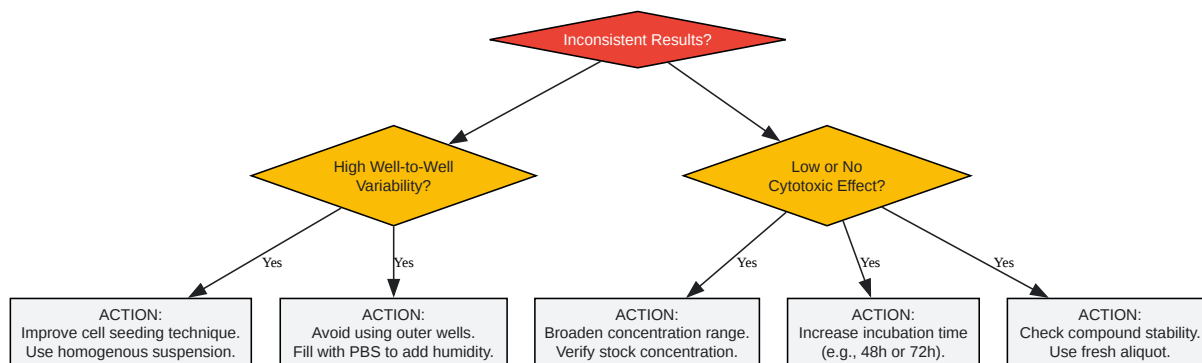 Inconsistent Results?
High Well-to-Well
Variability?
Low or No
Cytotoxic Effect?
Yes
Yes
Yes
Yes
Yes
ACTION:
Improve cell seeding technique.
Use homogenous suspension.
ACTION:
Avoid using outer wells.
Fill with PBS to add humidity.
ACTION:
Broaden concentration range.
Verify stock concentration.
ACTION:
Increase incubation time
(e.g., 48h or 72h).
ACTION:
Check compound stability.
Use fresh aliquot.